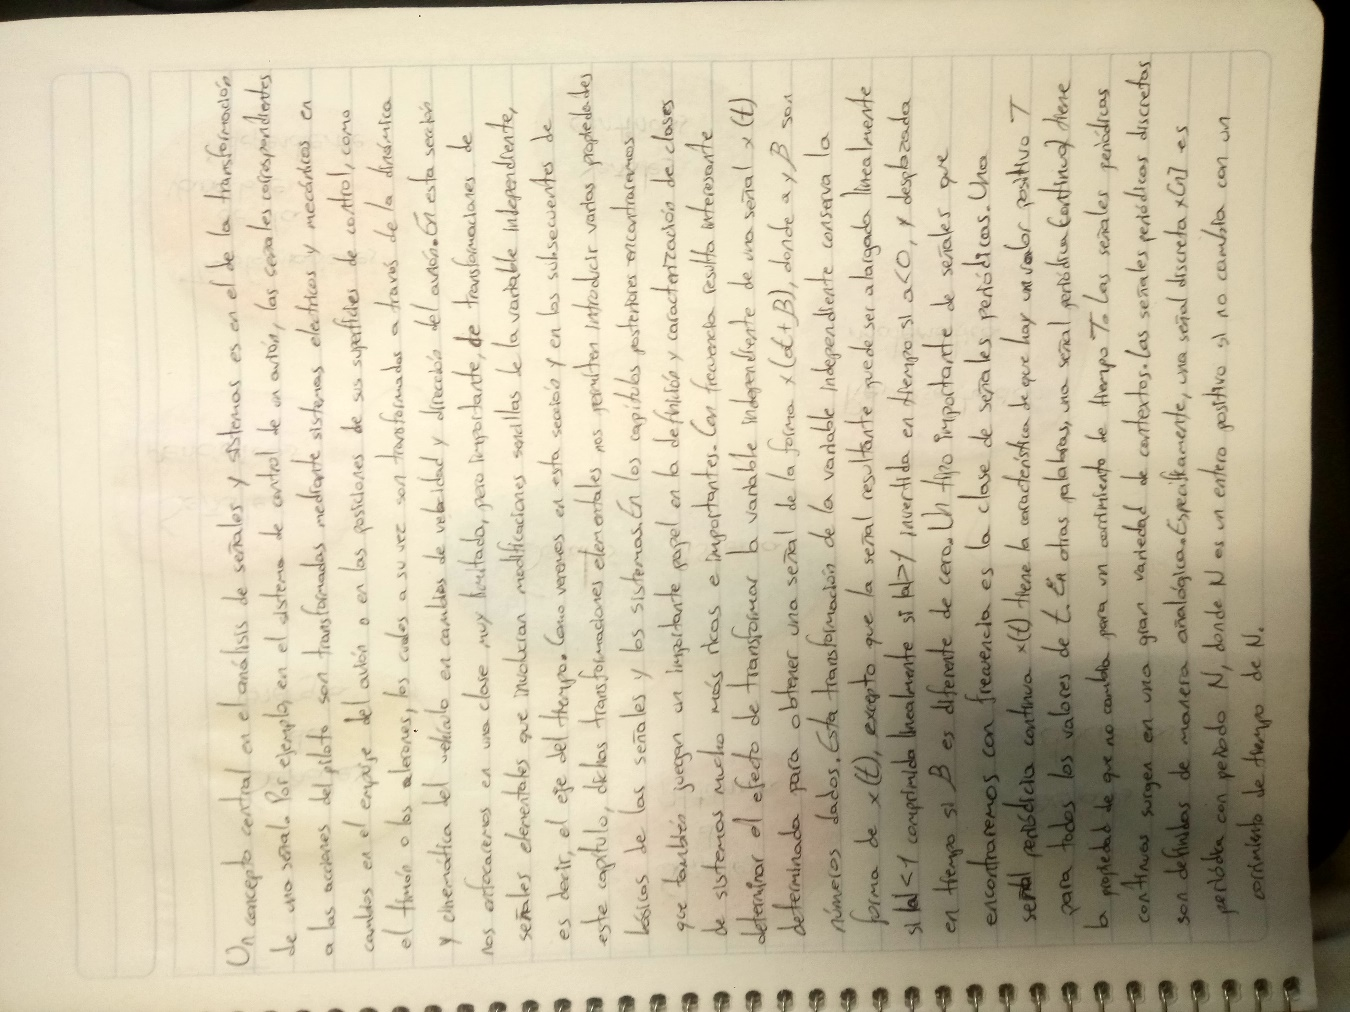 Un concepto central en el análisis de señales y sistemas es en el de la transformación
de una señal. Por ejemplo, en el sistema de control de un avión, las señales correspondientes
a las acciones del piloto son transformadas mediante sistemas eléctricos y mecánicos en
cambios en el empuje del avión o en las posiciones de sus superficies de control, como
el timón o los alerones, los cuales a su vez son transformados a través de la dinámica
y cinemática del vehículo en cambios de velocidad y dirección del avión. En esta sección
nos enfocaremos en una clase muy limitada, pero importante, de transformaciones de
señales elementales que involucran modificaciones sencillas de la variable independiente,
es decir, el eje del tiempo. Como veremos en esta sección y en las subsecuentes de
este capítulo, dichas transformaciones elementales nos permiten introducir varias propiedades
básicas de las señales y los sistemas. En los capítulos posteriores encontraremos
que también juegan un importante papel en la definición y caracterización de clases
de sistemas mucho más ricas e importantes. Con frecuencia resulta interesante
determinar el efecto de transformar la variable independiente de una señal x(t)
determinada para obtener una señal de la forma x(αt+β), donde α y β son
números dados. Esta transformación de la variable independiente conserva la
forma de x(t), excepto que la señal resultante puede ser alargada linealmente
si |α|<1 comprimida linealmente si |α|>1 invertida en tiempo si α<0, y desplazada
en tiempo si β es diferente de cero. Un tipo importante de señales que
encontraremos con frecuencia es la clase de señales periódicas. Una
señal periódicia continua x(t) tiene la característica de que hay un valor positivo T
para todos los valores de t. En otras palabras, una señal periódica continua tiene
la propiedad de que no cambia para un corrimiento de tiempo T. Las señales periódicas
continuas surgen en una gran variedad de contextos. Las señales periódicas discretas
son definidas de manera añalógica. Específicamente, una señal discreta x[n] es
periódica con periodo N, donde N es un entero positivo si no cambia con un
corrimiento de tiempo de N.